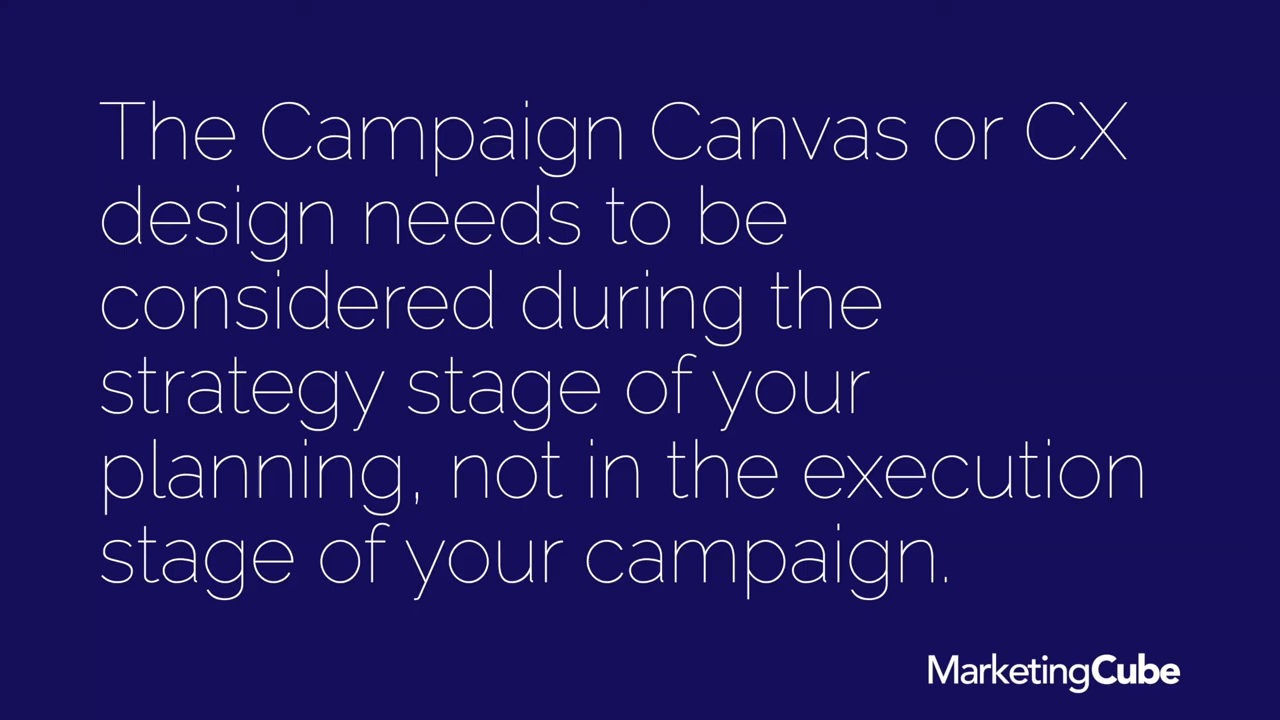 The Campaign Canvas or CX
design needs to be
considered during the
strategy stage of your
planning, not in the execution
stage of your campaign.
MarketingCube